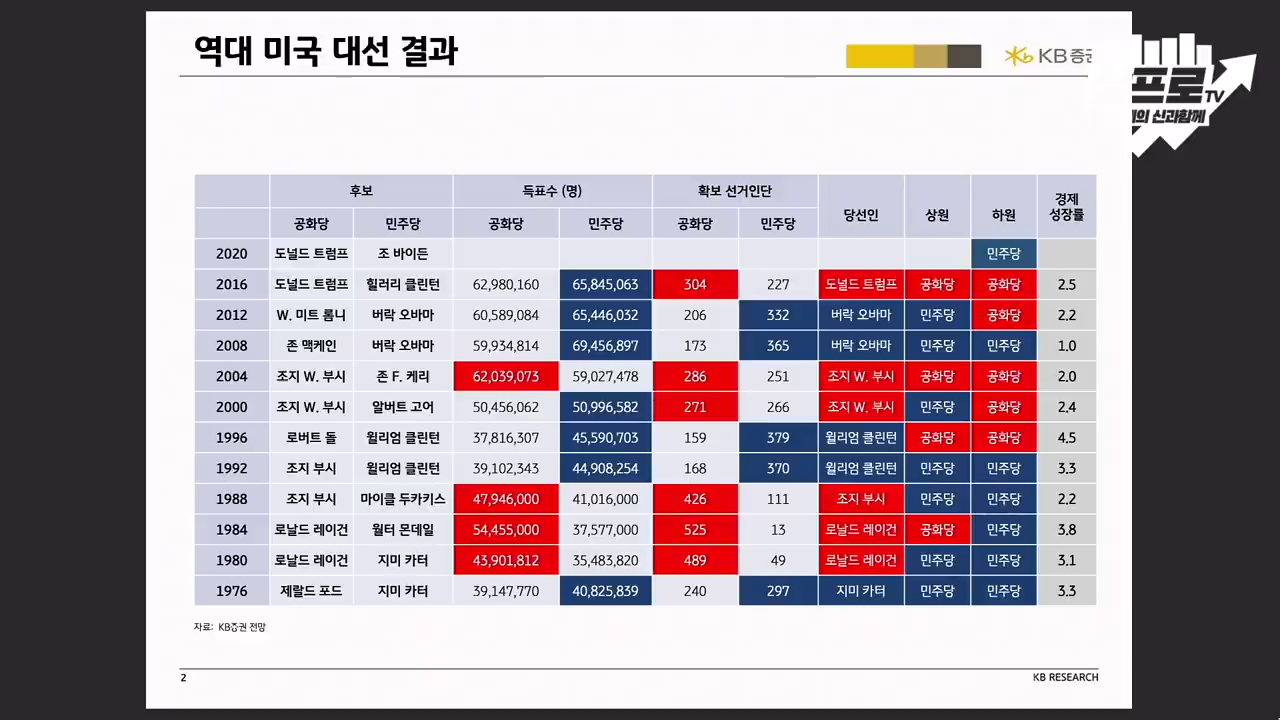 역대 미국 대선 결과
KB증권
프로TV
의 신과함께
후보 득표수 (명) 확보 선거인단 당선인 상원 하원 경제 성장률
공화당 민주당 공화당 민주당 공화당 민주당
2020 도널드 트럼프 조 바이든 민주당
2016 도널드 트럼프 힐러리 클린턴 62,980,160 65,845,063 304 227 도널드 트럼프 공화당 공화당 2.5
2012 W. 미트 롬니 버락 오바마 60,589,084 65,446,032 206 332 버락 오바마 민주당 공화당 2.2
2008 존 맥케인 버락 오바마 59,934,814 69,456,897 173 365 버락 오바마 민주당 민주당 1.0
2004 조지 W. 부시 존 F. 케리 62,039,073 59,027,478 286 251 조지 W. 부시 공화당 공화당 2.0
2000 조지 W. 부시 알버트 고어 50,456,062 50,996,582 271 266 조지 W. 부시 민주당 공화당 2.4
1996 로버트 돌 윌리엄 클린턴 37,816,307 45,590,703 159 379 윌리엄 클린턴 공화당 공화당 4.5
1992 조지 부시 윌리엄 클린턴 39,102,343 44,908,254 168 370 윌리엄 클린턴 민주당 민주당 3.3
1988 조지 부시 마이클 두카키스 47,946,000 41,016,000 426 111 조지 부시 민주당 민주당 2.2
1984 로날드 레이건 월터 몬데일 54,455,000 37,577,000 525 13 로날드 레이건 공화당 민주당 3.8
1980 로날드 레이건 지미 카터 43,901,812 35,483,820 489 49 로날드 레이건 민주당 민주당 3.1
1976 제랄드 포드 지미 카터 39,147,770 40,825,839 240 297 지미 카터 민주당 민주당 3.3
자료: KB증권 전망
2 KB RESEARCH